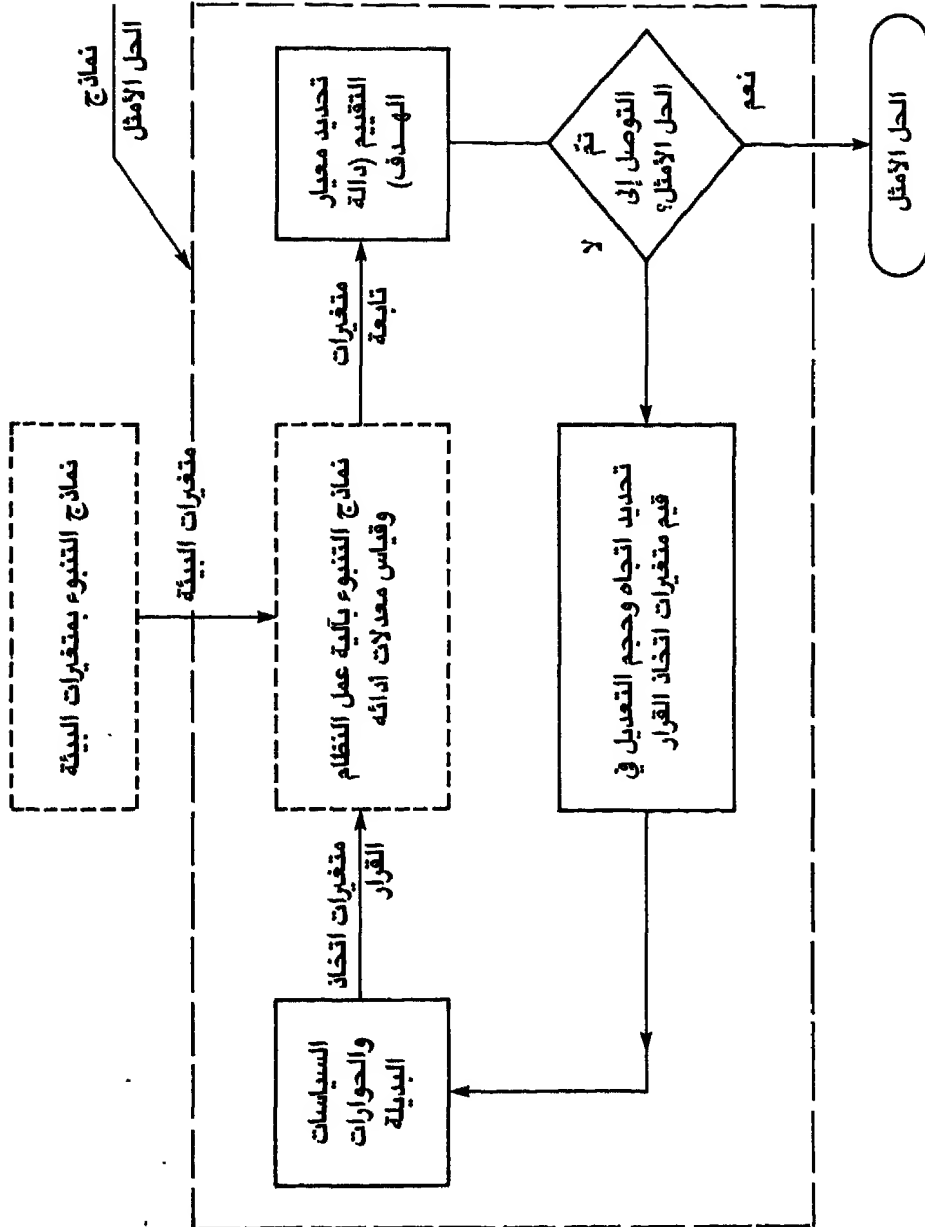 نماذج
الحل الأمثل
نماذج التنبوء بمتغيرات البيئة
متغيرات البيئة
السياسات
والحوارات
البديلة
متغيرات اتخاذ
القرار
نماذج التنبوء بآلية عمل النظام
وقياس معدلات ادائه
متغيرات
تابعة
تحديد معيار
التقييم (دالة
الهدف)
تمّ
التوصل إلى
الحل الأمثل؟
لا
نعم
تحديد اتجاه وحجم التعديل في
قيم متغيرات اتخاذ القرار
الحل الأمثل